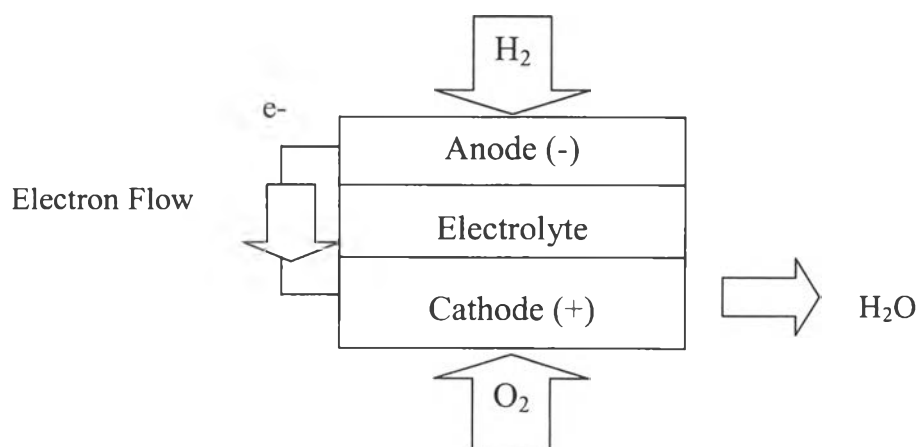 H₂
e-
Anode (-)
Electron Flow
Electrolyte
Cathode (+)
H₂O
O₂